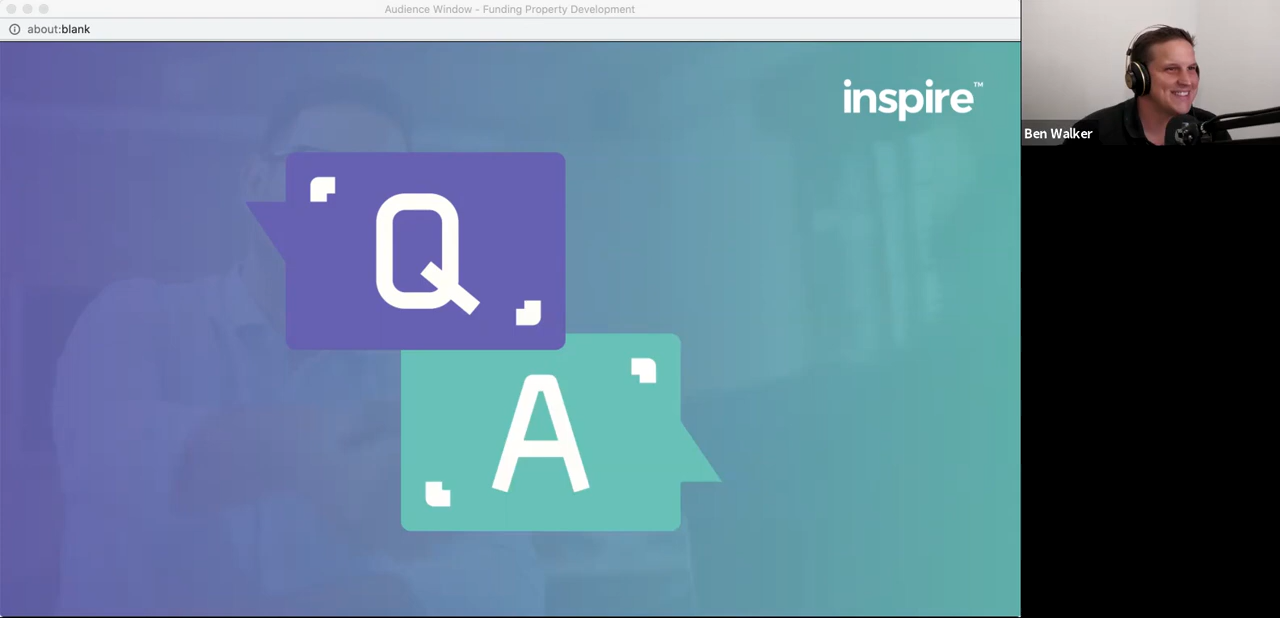 Audience Window - Funding Property Development
about:blank
inspire™
Q
A
Ben Walker